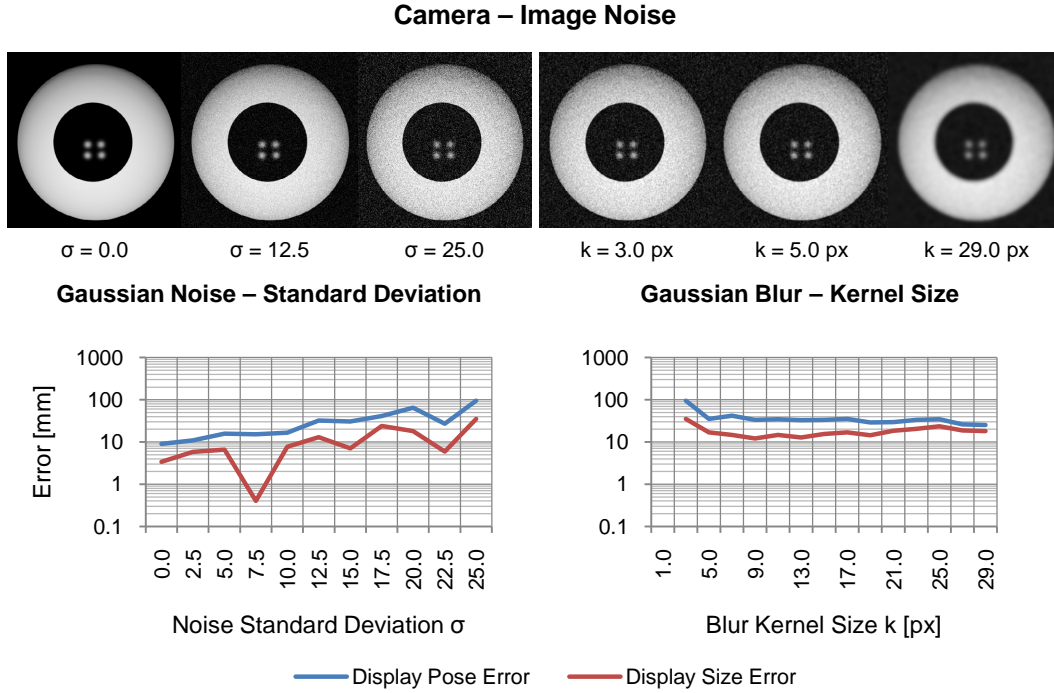 Camera – Image Noise
σ = 0.0 σ = 12.5 σ = 25.0 k = 3.0 px k = 5.0 px k = 29.0 px
Gaussian Noise – Standard Deviation
Gaussian Blur – Kernel Size
Error [mm]
1000
100
10
1
0.1
0.0 2.5 5.0 7.5 10.0 12.5 15.0 17.5 20.0 22.5 25.0
Noise Standard Deviation σ
1000
100
10
1
0.1
1.0 5.0 9.0 13.0 17.0 21.0 25.0 29.0
Blur Kernel Size k [px]
Display Pose Error Display Size Error